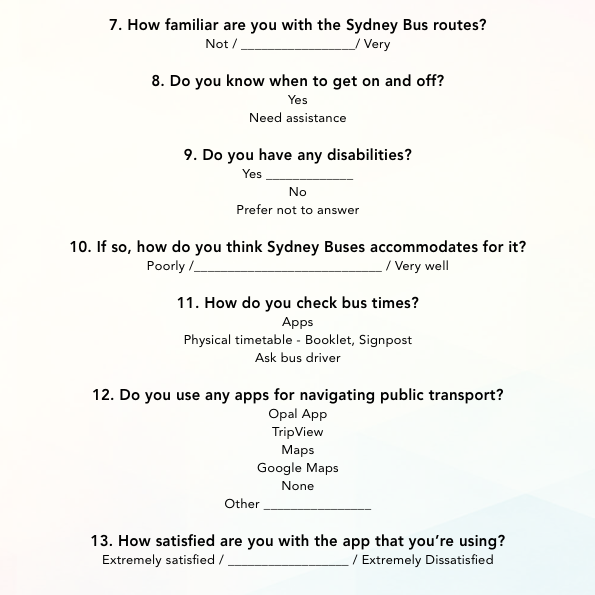 7. How familiar are you with the Sydney Bus routes?
Not / _________________/ Very
8. Do you know when to get on and off?
Yes
Need assistance
9. Do you have any disabilities?
Yes _____________
No
Prefer not to answer
10. If so, how do you think Sydney Buses accommodates for it?
Poorly /____________________________ / Very well
11. How do you check bus times?
Apps
Physical timetable - Booklet, Signpost
Ask bus driver
12. Do you use any apps for navigating public transport?
Opal App
TripView
Maps
Google Maps
None
Other ________________
13. How satisfied are you with the app that you’re using?
Extremely satisfied / __________________ / Extremely Dissatisfied